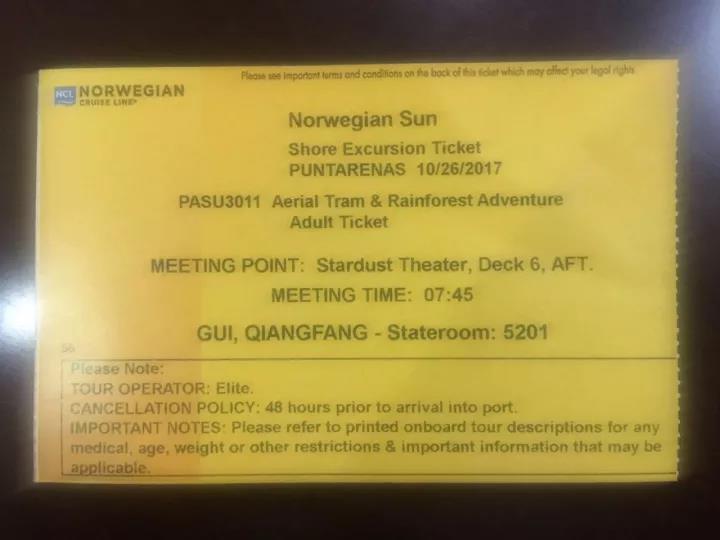 Please see important terms and conditions on the back of this ticket which may affect your legal rights
NCL NORWEGIAN
CRUISE LINE®
Norwegian Sun
Shore Excursion Ticket
PUNTARENAS 10/26/2017
PASU3011 Aerial Tram & Rainforest Adventure
Adult Ticket
MEETING POINT: Stardust Theater, Deck 6, AFT.
MEETING TIME: 07:45
GUI, QIANGFANG - Stateroom: 5201
56
Please Note:
TOUR OPERATOR: Elite.
CANCELLATION POLICY: 48 hours prior to arrival into port.
IMPORTANT NOTES: Please refer to printed onboard tour descriptions for any
medical, age, weight or other restrictions & important information that may be
applicable.